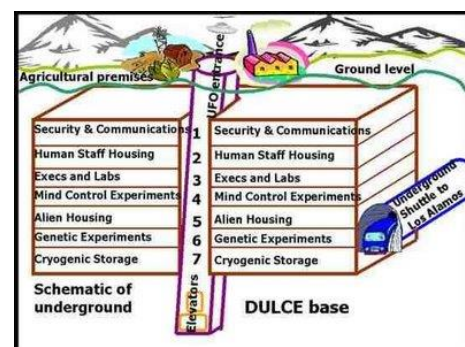 Agricultural premises
UFO entrance
Ground level
Security & Communications 1 Security & Communications
Human Staff Housing 2 Human Staff Housing
Execs and Labs 3 Execs and Labs
Mind Control Experiments 4 Mind Control Experiments
Alien Housing 5 Alien Housing
Genetic Experiments 6 Genetic Experiments
Cryogenic Storage 7 Cryogenic Storage
Underground
Shuttle to
Los Alamos
Schematic of
underground
Elevators
DULCE base